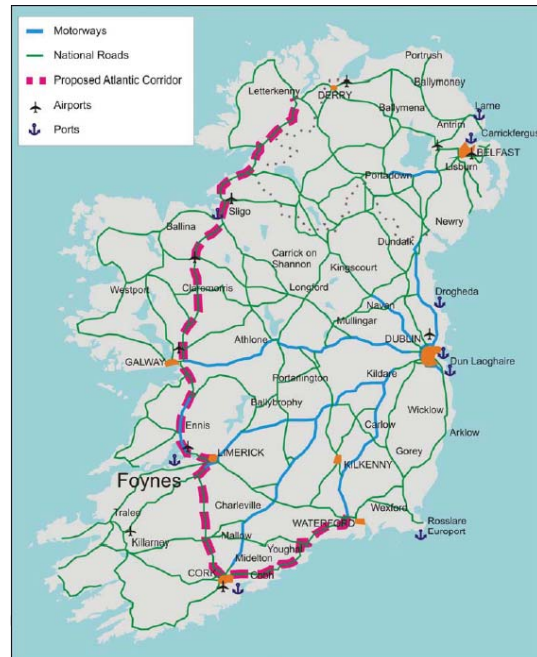 Motorways
National Roads
Proposed Atlantic Corridor
Airports
Ports
Portrush
Letterkenny
DERRY
Ballymoney
Ballymena
Larne
Antrim
Carrickfergus
BELFAST
Lisburn
Portadown
Newry
Sligo
Ballina
Dundalk
Carrick on
Shannon
Kingscourt
Claremorris
Westport
Longford
Drogheda
Navan
Mullingar
Athlone
DUBLIN
GALWAY
Dun Laoghaire
Kildare
Portarlington
Ballybrophy
Wicklow
Carlow
Arklow
Ennis
Gorey
LIMERICK
KILKENNY
Foynes
Charleville
Wexford
Tralee
WATERFORD
Rosslare
Europort
Killarney
Mallow
Youghal
Midelton
CORK
Cobh